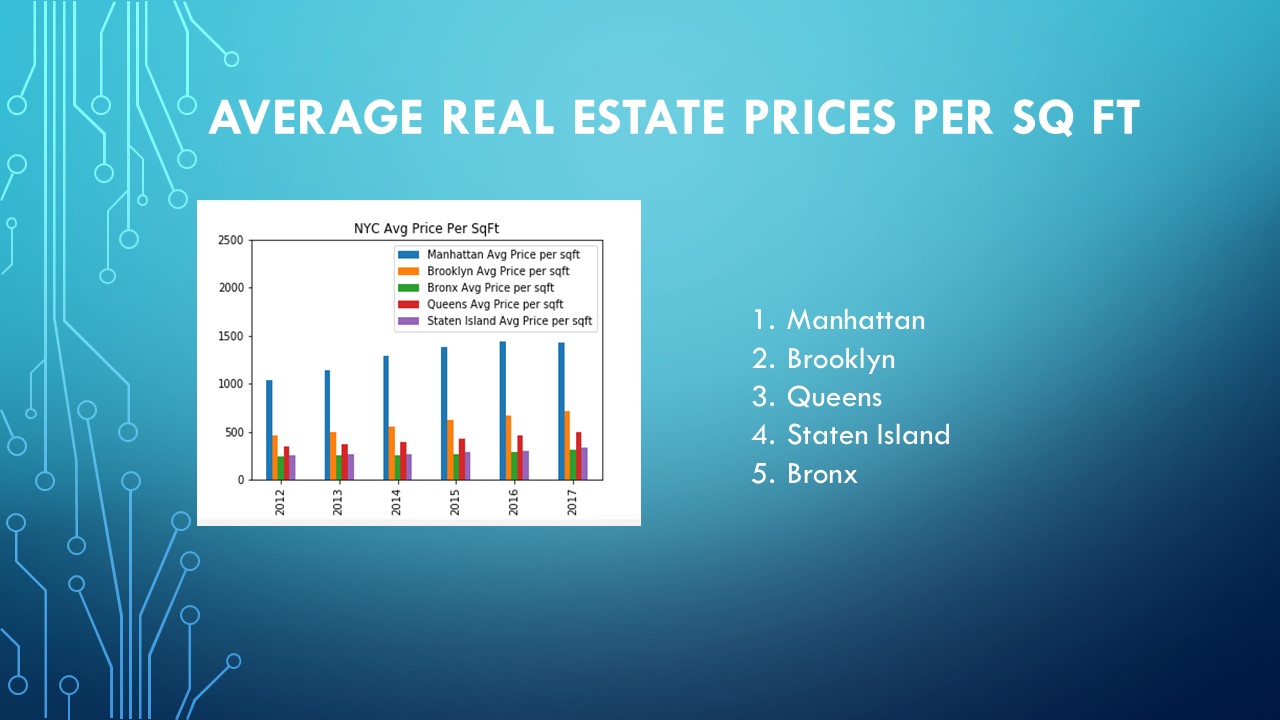 AVERAGE REAL ESTATE PRICES PER SQ FT
NYC Avg Price Per SqFt
2500
2000
1500
1000
500
0
Manhattan Avg Price per sqft
Brooklyn Avg Price per sqft
Bronx Avg Price per sqft
Queens Avg Price per sqft
Staten Island Avg Price per sqft
2012
2013
2014
2015
2016
2017
1. Manhattan
2. Brooklyn
3. Queens
4. Staten Island
5. Bronx